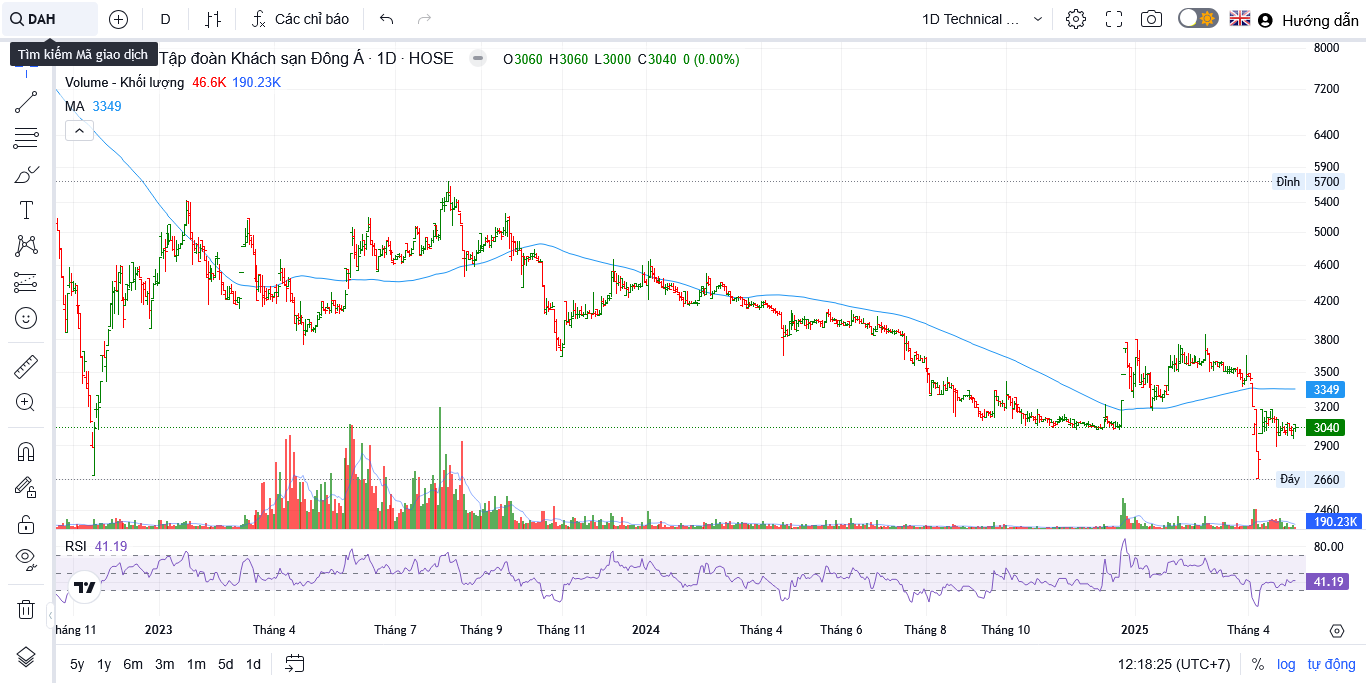 DAH
D
Các chỉ báo
1D Technical ...
Hướng dẫn
Tìm kiếm Mã giao dịch
Tập đoàn Khách sạn Đông Á · 1D · HOSE
O3060 H3060 L3000 C3040 0 (0.00%)
Volume - Khối lượng 46.6K 190.23K
MA 3349
8000
7200
6400
5900
Đỉnh 5700
5400
5000
4600
4200
3800
3500
3349
3200
3040
2900
Đáy 2660
2460
190.23K
RSI 41.19
80.00
41.19
háng 11 2023 Tháng 4 Tháng 7 Tháng 9 Tháng 11 2024 Tháng 4 Tháng 6 Tháng 8 Tháng 10 2025 Tháng 4
5y 1y 6m 3m 1m 5d 1d
12:18:25 (UTC+7) % log tự động